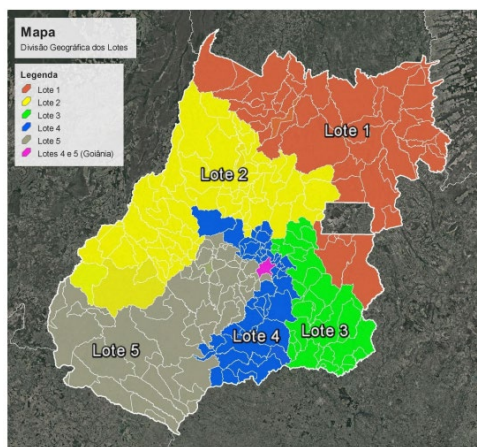 Mapa
Divisão Geográfica dos Lotes
Legenda
Lote 1
Lote 2
Lote 3
Lote 4
Lote 5
Lotes 4 e 5 (Goiânia)
Lote 1
Lote 2
Lote 3
Lote 4
Lote 5